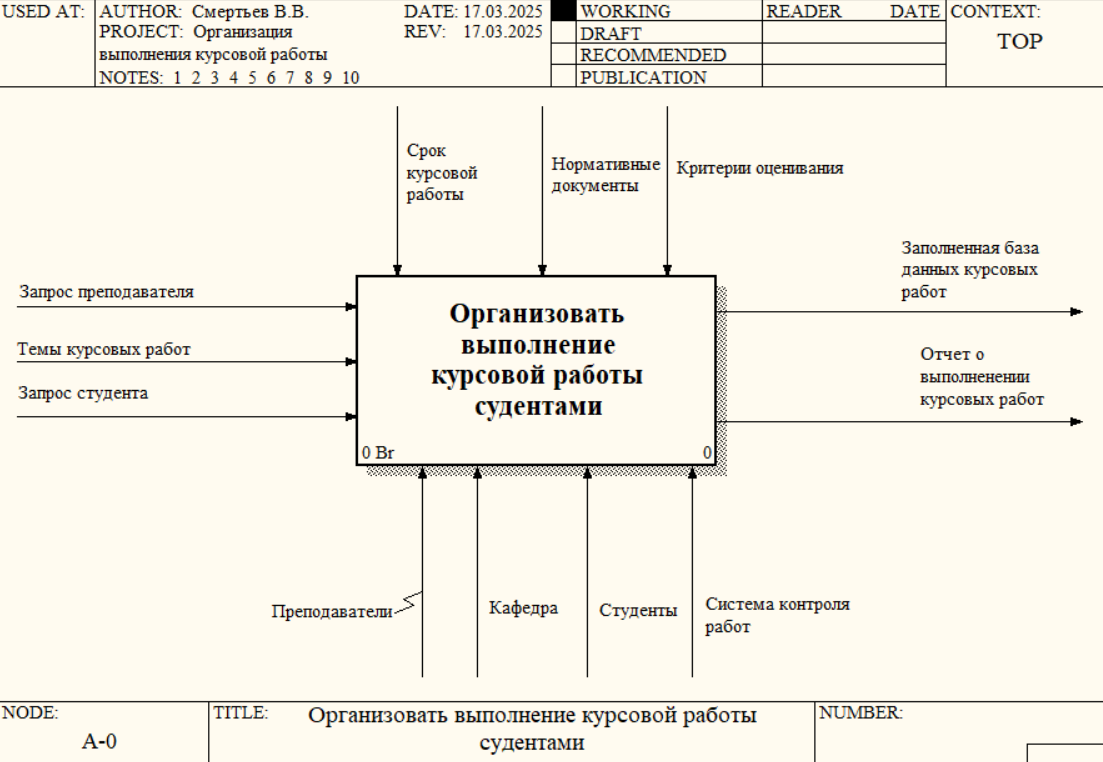 USED AT:
AUTHOR: Смертьев В.В.
DATE: 17.03.2025
PROJECT: Организация
REV: 17.03.2025
выполнения курсовой работы
NOTES: 1 2 3 4 5 6 7 8 9 10
WORKING
DRAFT
RECOMMENDED
PUBLICATION
READER DATE
CONTEXT:
TOP
Срок
курсовой
работы
Нормативные
документы
Критерии оценивания
Запрос преподавателя
Темы курсовых работ
Запрос студента
Организовать
выполнение
курсовой работы
судентами
0 Br
0
Заполненная база
данных курсовых
работ
Отчет о
выполненении
курсовых работ
Преподаватели
Кафедра
Студенты
Система контроля
работ
NODE:
A-0
TITLE:
Организовать выполнение курсовой работы
судентами
NUMBER: